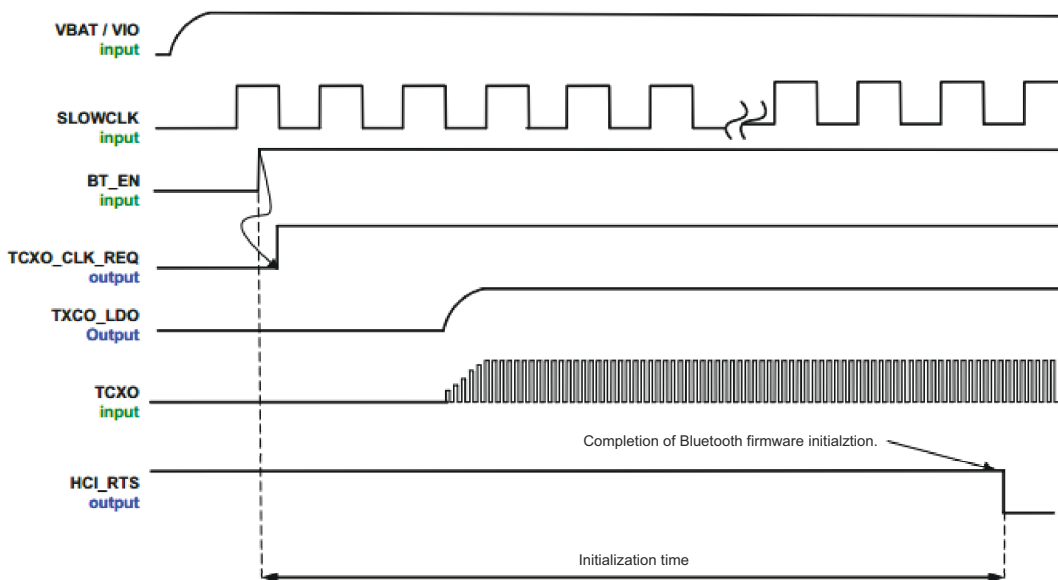 VBAT / VIO
input
SLOWCLK
input
BT_EN
input
TCXO_CLK_REQ
output
TXCO_LDO
Output
TCXO
input
Completion of Bluetooth firmware initialztion.
HCI_RTS
output
Initialization time